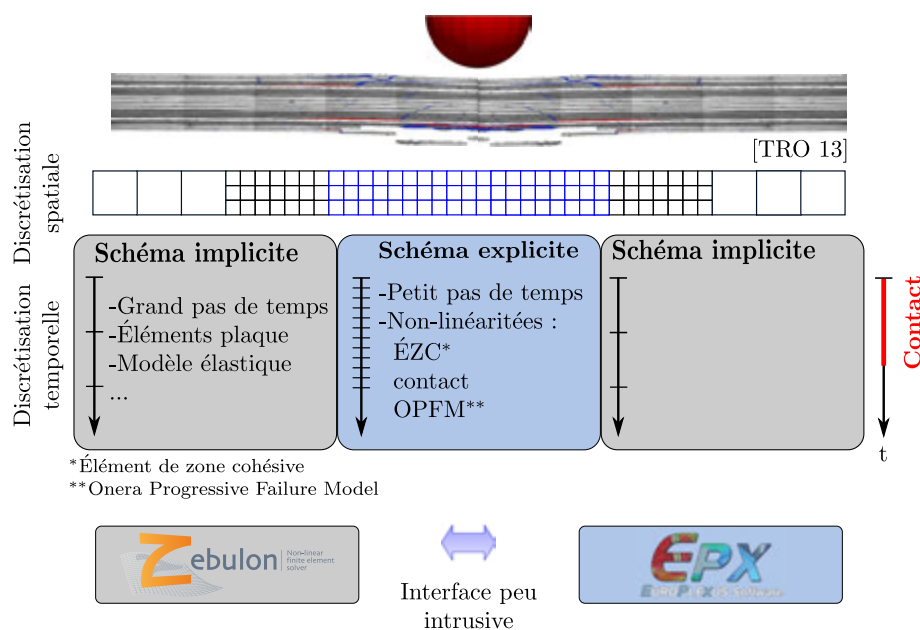 [TRO 13]
Discrétisation
spatiale
Schéma implicite
Schéma explicite
Schéma implicite
-Grand pas de temps
-Éléments plaque
-Modèle élastique
...
-Petit pas de temps
-Non-linéaritées :
ÉZC*
contact
OPFM**
Discrétisation
temporelle
Contact
t
*Élément de zone cohésive
**Onera Progressive Failure Model
Zebulon
Non-linear
finite element
solver
Interface peu
intrusive
EPX
EUROPLEXUS Software